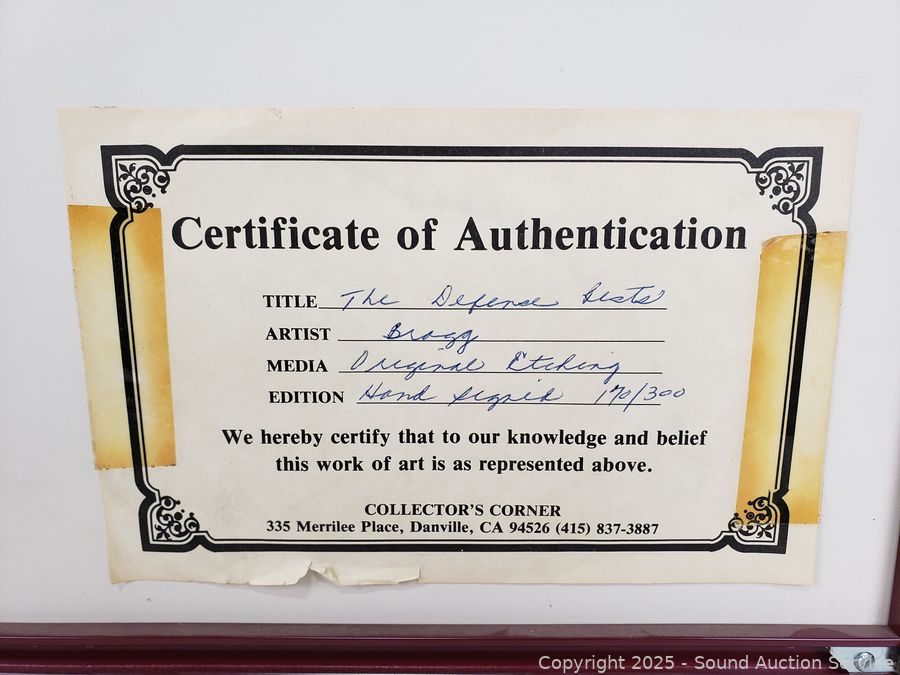 Certificate of Authentication
TITLE The Defense Rests
ARTIST Bragg
MEDIA Original Etching
EDITION Hand Signed 170/300
We hereby certify that to our knowledge and belief
this work of art is as represented above.
COLLECTOR'S CORNER
335 Merrilee Place, Danville, CA 94526 (415) 837-3887
Copyright 2025 - Sound Auction Service